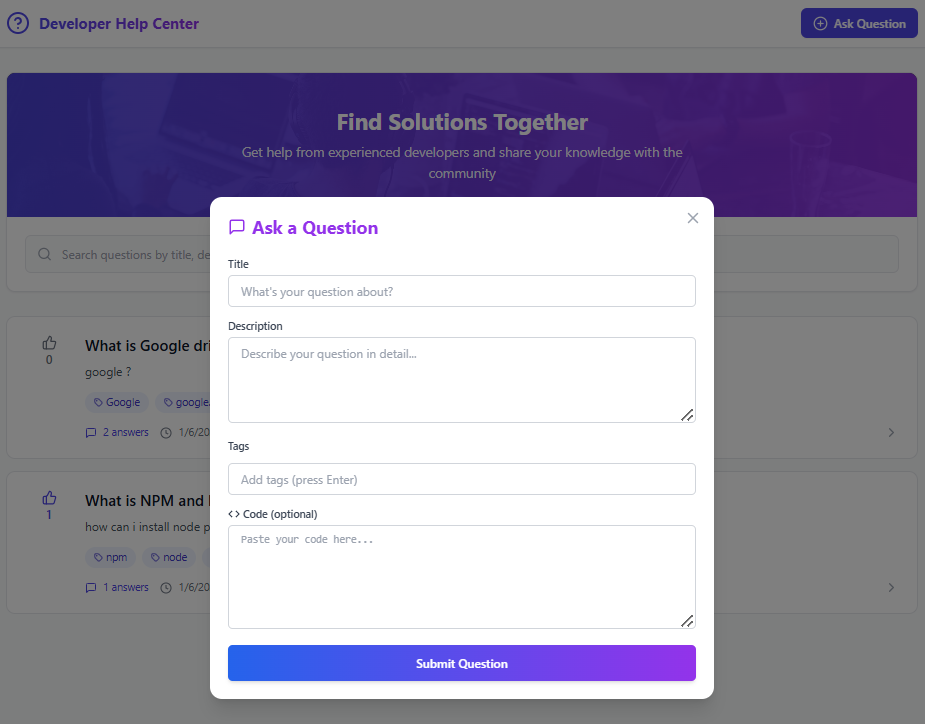 Developer Help Center
Ask Question
Find Solutions Together
Get help from experienced developers and share your knowledge with the
community
Search questions by title, de
Ask a Question
Title
What's your question about?
Description
Describe your question in detail...
Tags
Add tags (press Enter)
Code (optional)
Paste your code here...
Submit Question
0
What is Google dri
google ?
Google google.
2 answers 1/6/20
1
What is NPM and
how can i install node p
npm node
1 answers 1/6/20